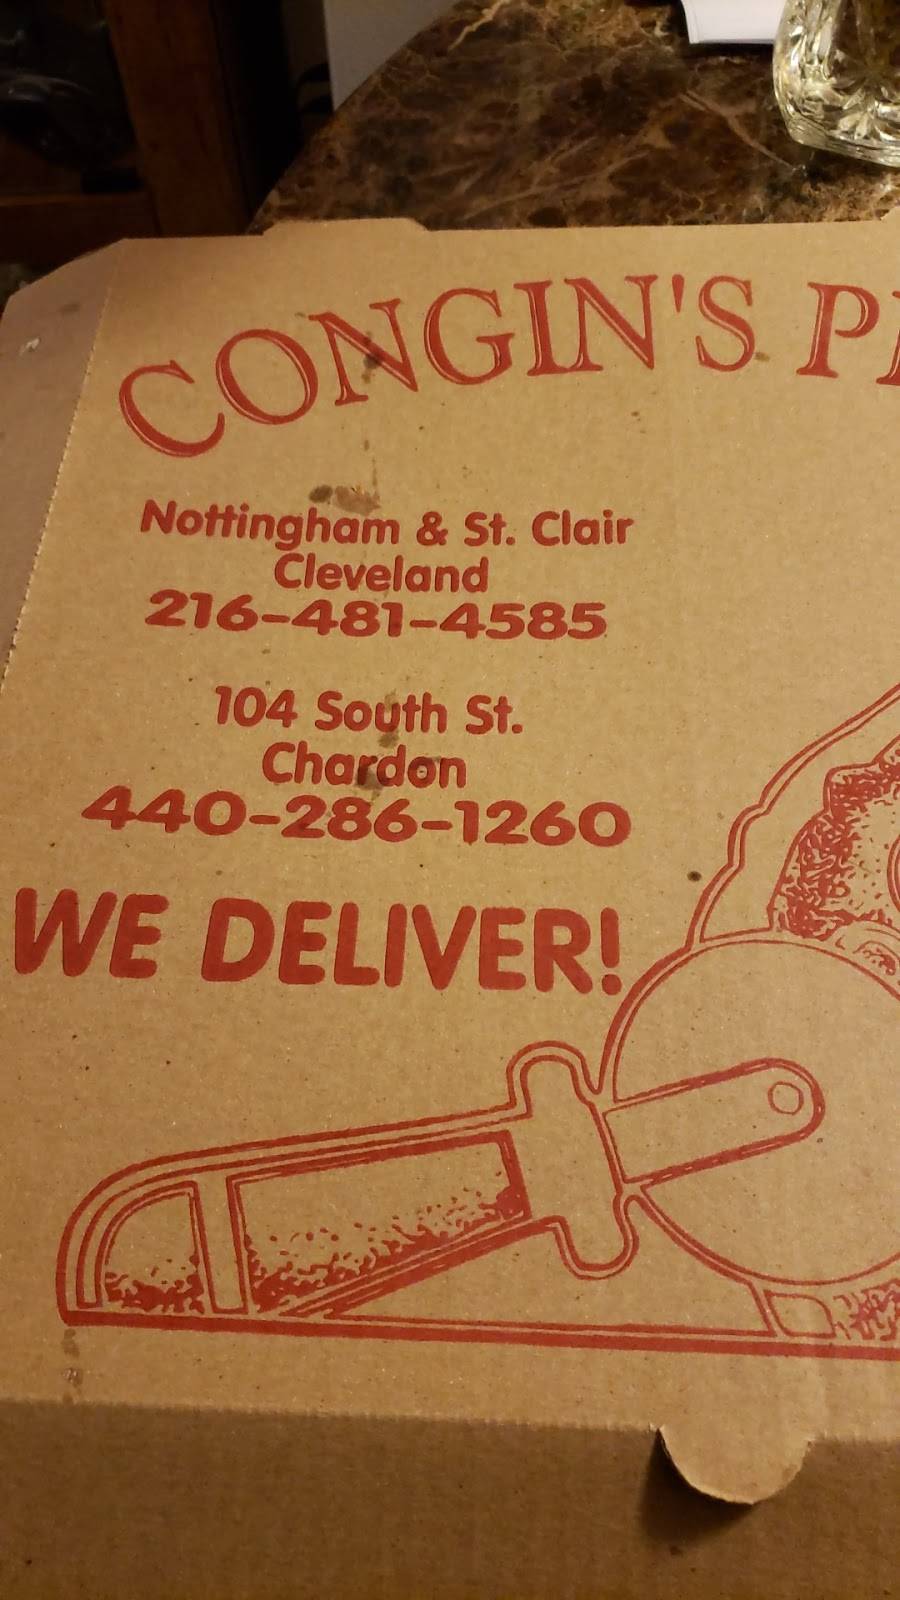 CONGIN'S
Nottingham & St. Clair
Cleveland
216-481-4585
104 South St.
Chardon
440-286-1260
WE DELIVER!